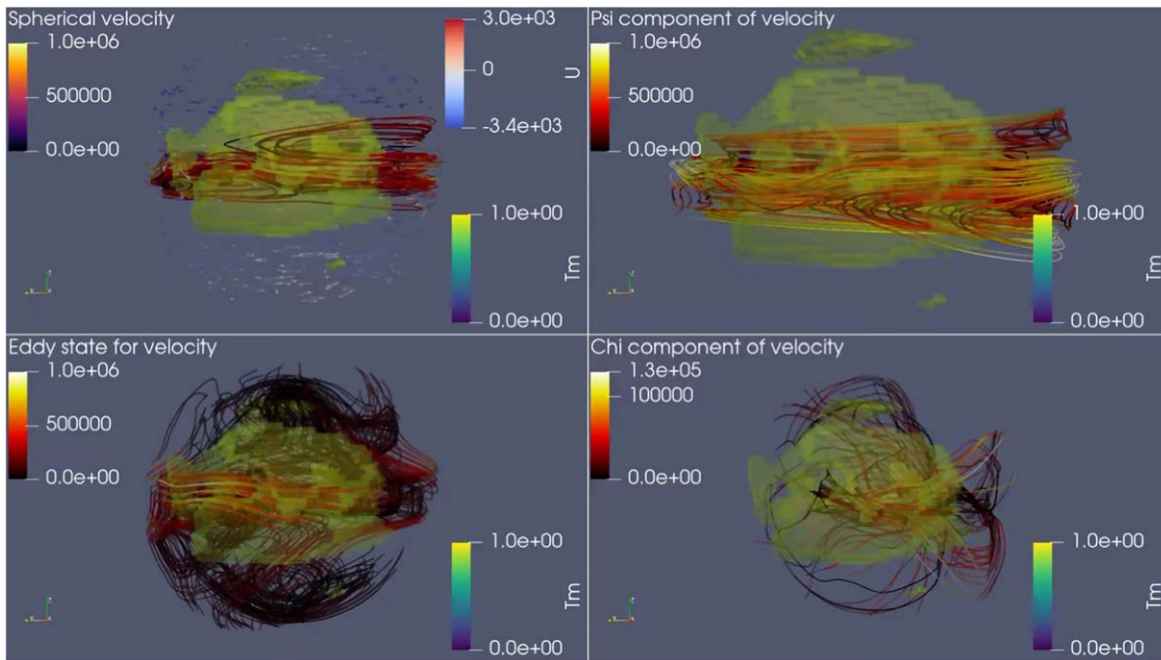 Spherical velocity
1.0e+06
500000
0.0e+00
3.0e+03
0
-3.4e+03
U
1.0e+00
0.0e+00
Tm
Psi component of velocity
1.0e+06
500000
0.0e+00
1.0e+00
0.0e+00
Tm
Eddy state for velocity
1.0e+06
500000
0.0e+00
1.0e+00
0.0e+00
Tm
Chi component of velocity
1.3e+05
100000
0.0e+00
1.0e+00
0.0e+00
Tm